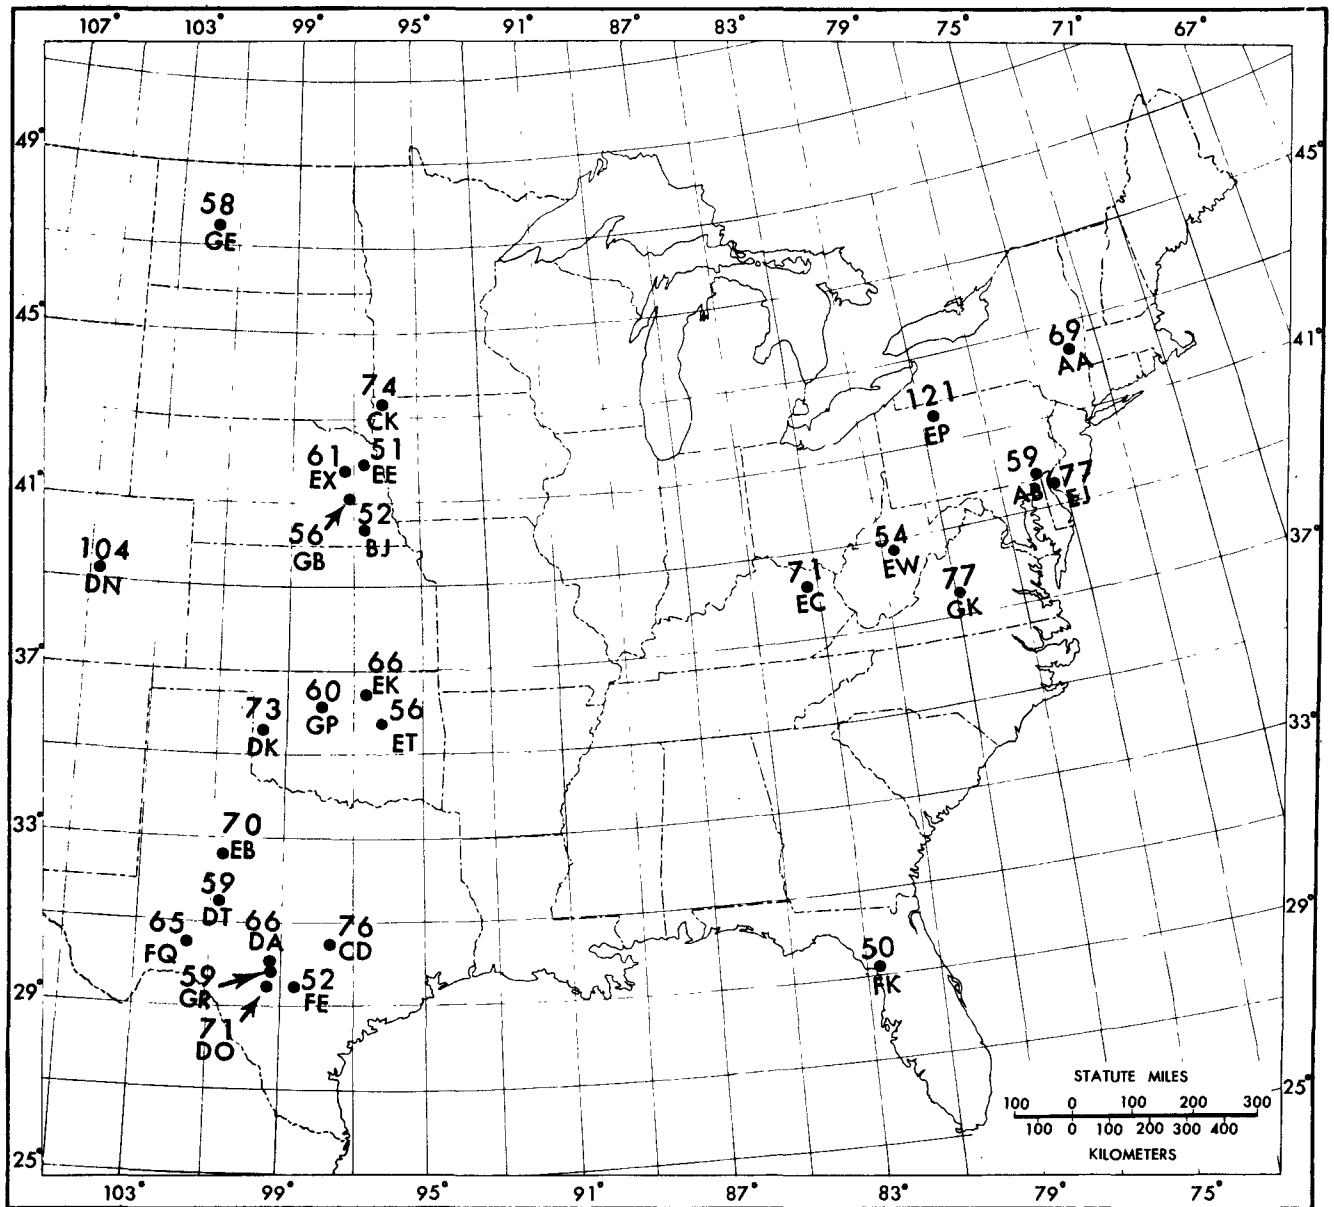 107° 103° 99° 95° 91° 87° 83° 79° 75° 71° 67°
49°
45°
58
GE
45°
41°
69
AA
74
CK
121
EP
61
EX
51
EE
59
AB
77
EJ
41°
37°
56
GB
52
BJ
104
DN
54
EW
71
EC
77
GK
37°
33°
66
EK
60
GP
73
DK
56
ET
33°
29°
70
EB
59
DT
65
FQ
66
DA
76
CD
50
FK
59
GR
52
FE
29°
25°
71
DO
STATUTE MILES
100 0 100 200 300
100 0 100 200 300 400
KILOMETERS
25°
103° 99° 95° 91° 87° 83° 79° 75°